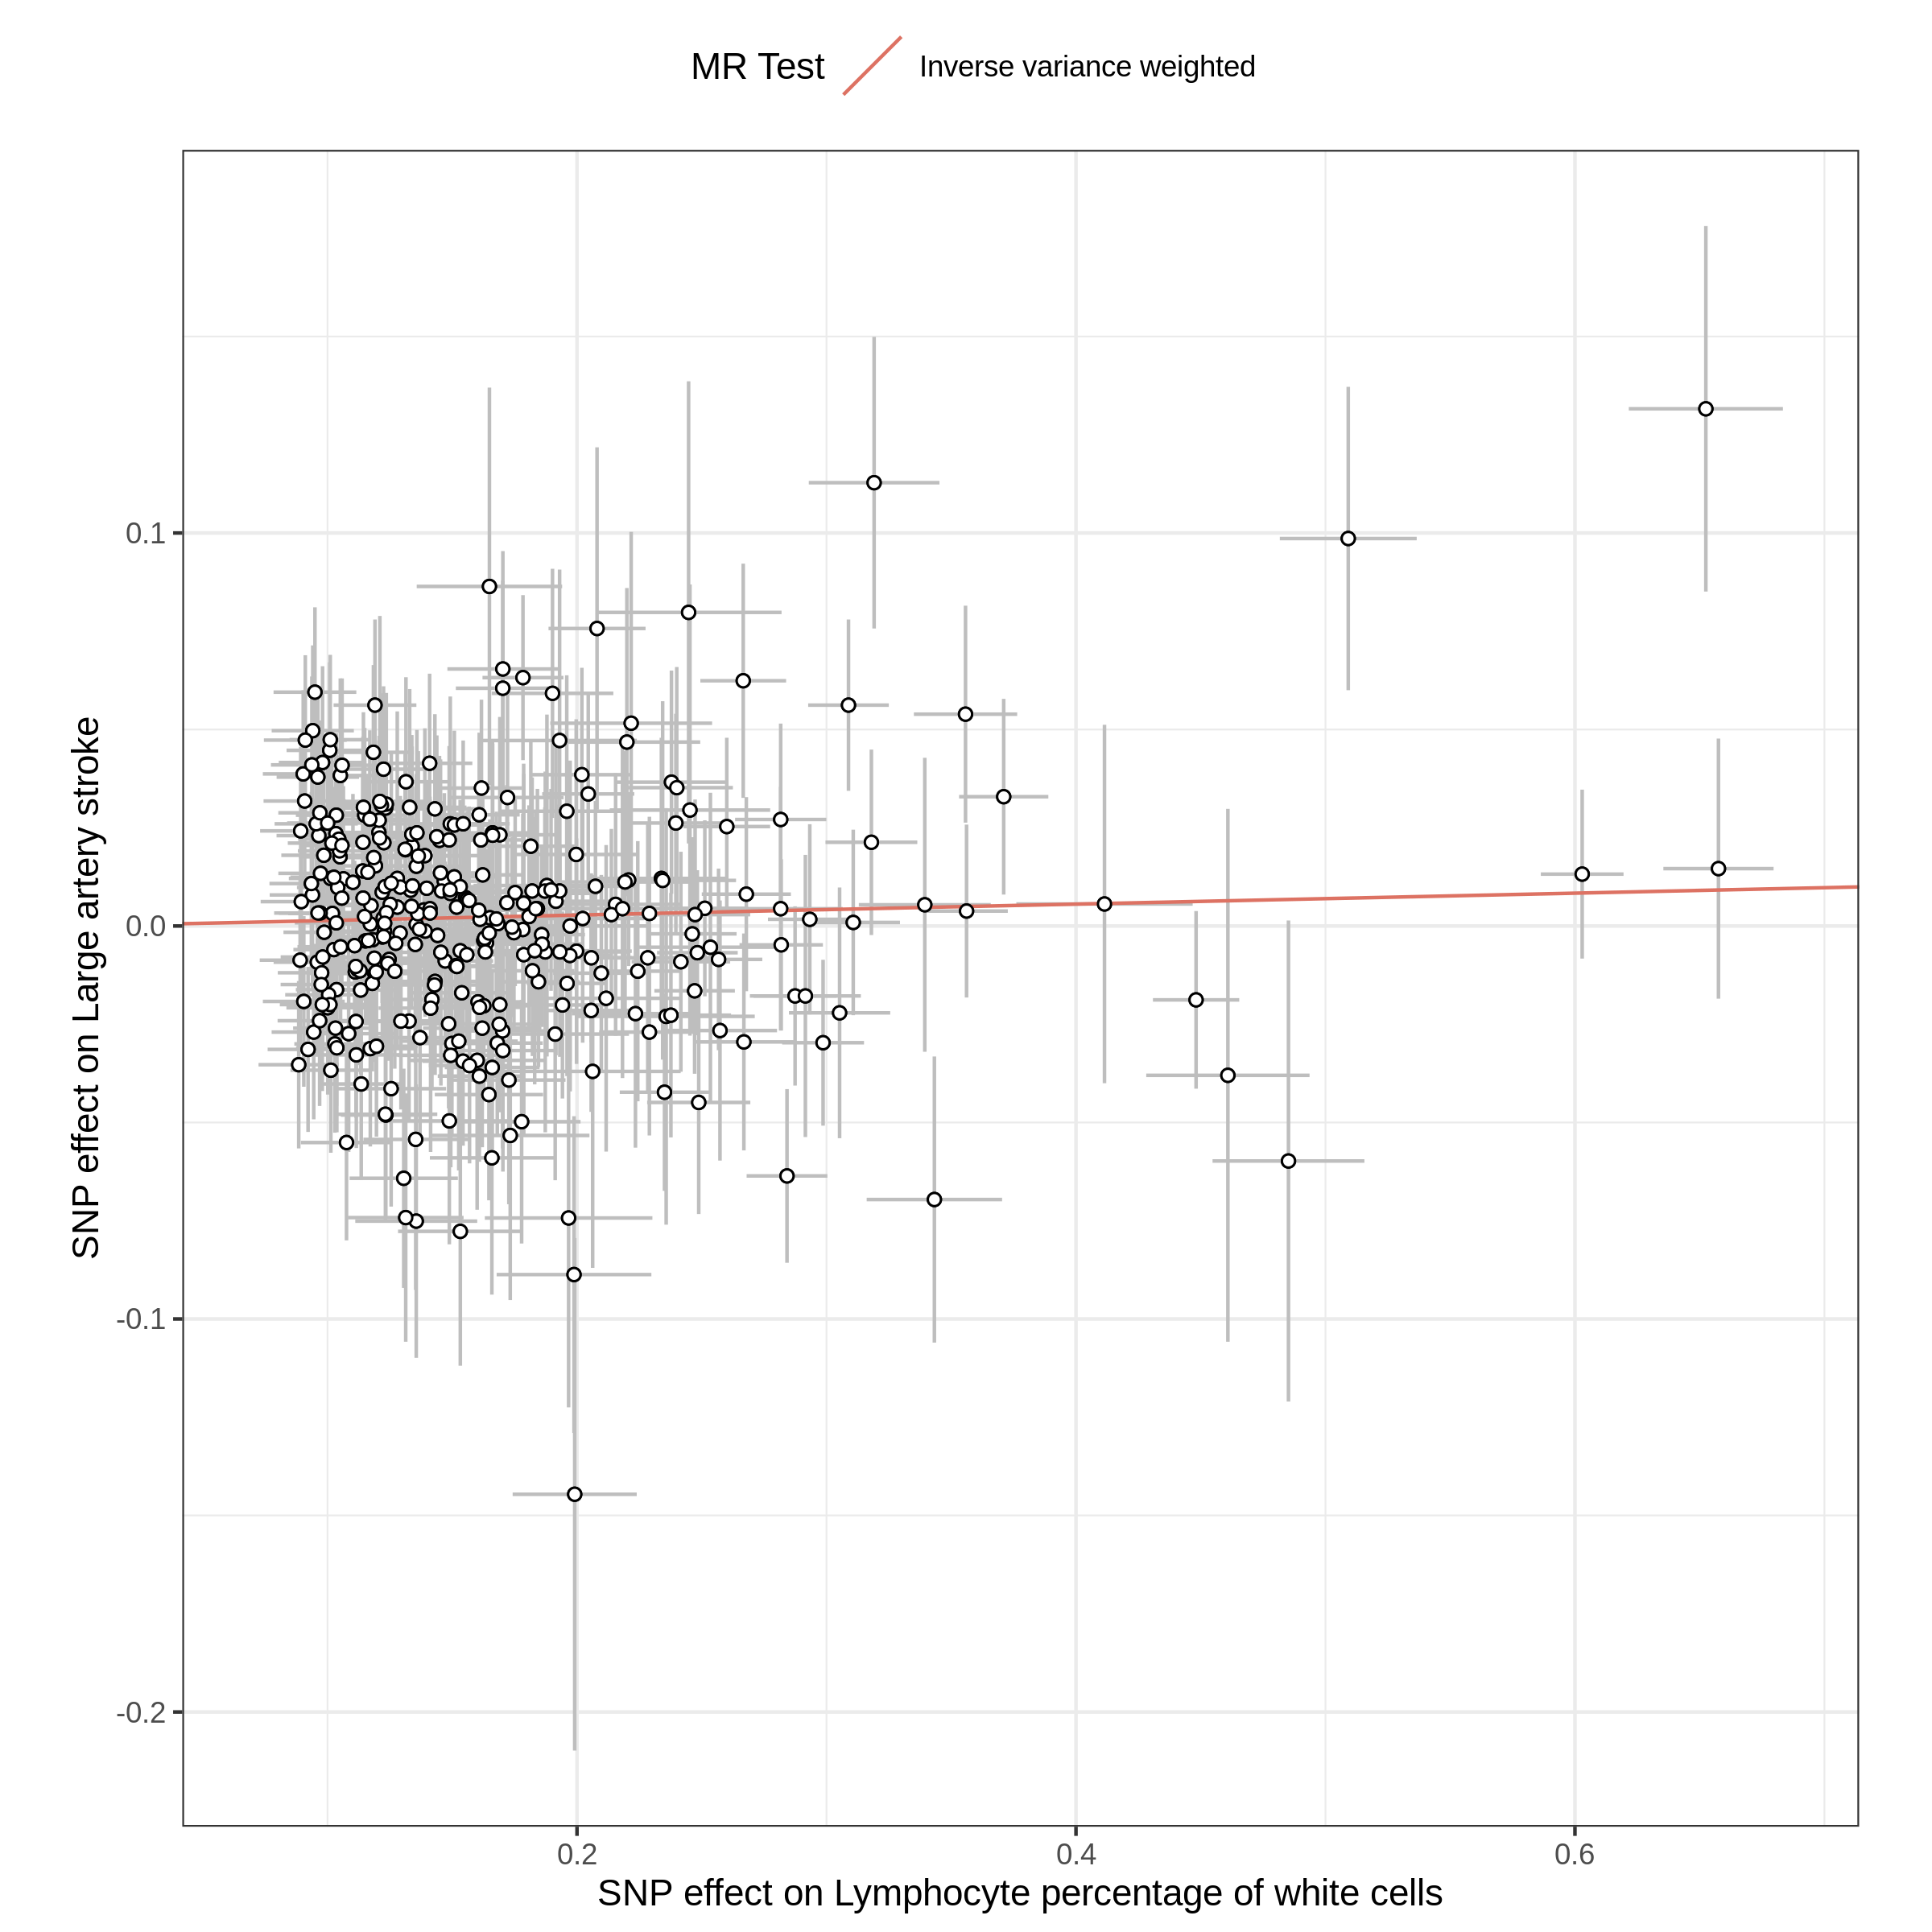 MR Test Inverse variance weighted
SNP effect on Large artery stroke
0.1
0.0
-0.1
-0.2
0.2 0.4 0.6
SNP effect on Lymphocyte percentage of white cells